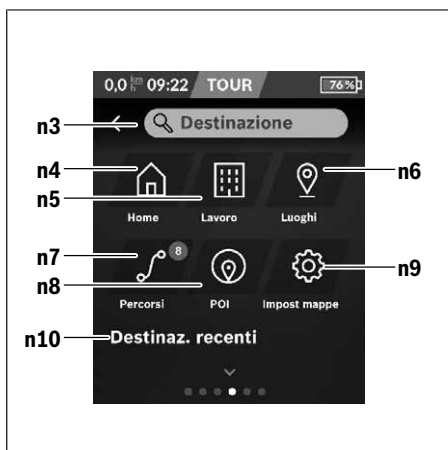 0,0 km/h 09:22 TOUR 76%
n3 Destinazione
n4 n6
n5
Home Lavoro Luoghi
n7 8 n9
n8
Percorsi POI Impost mappe
n10 Destinaz. recenti